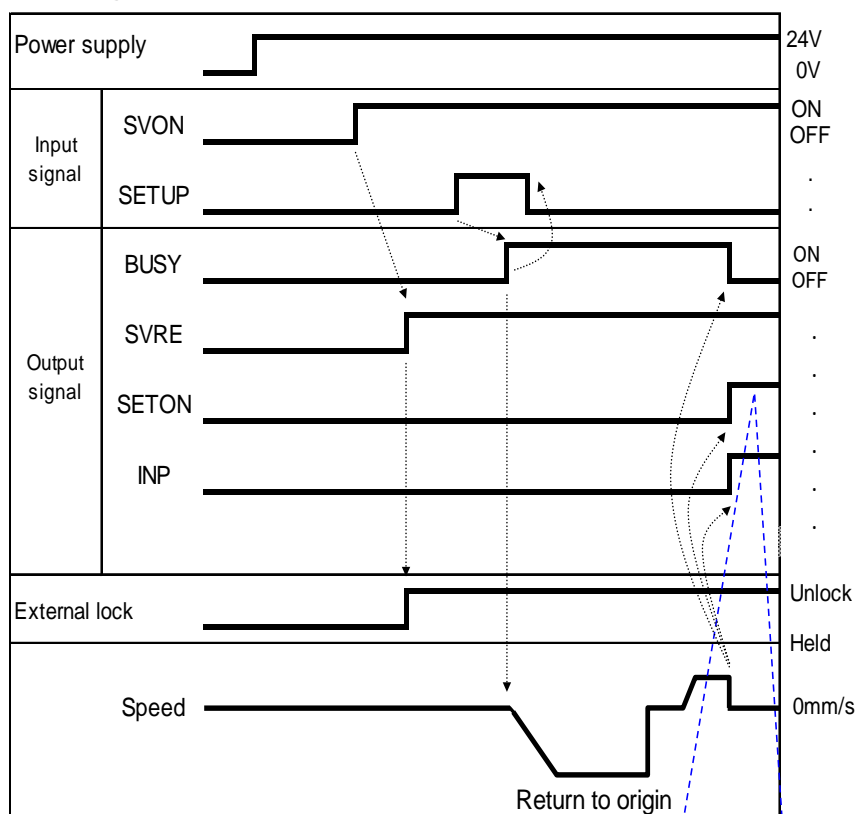 Power supply
24V
0V
Input
signal
SVON
ON
OFF
SETUP
.
.
Output
signal
BUSY
ON
OFF
SVRE
.
.
SETON
.
.
INP
.
.
External lock
Unlock
Held
Speed
0mm/s
Return to origin